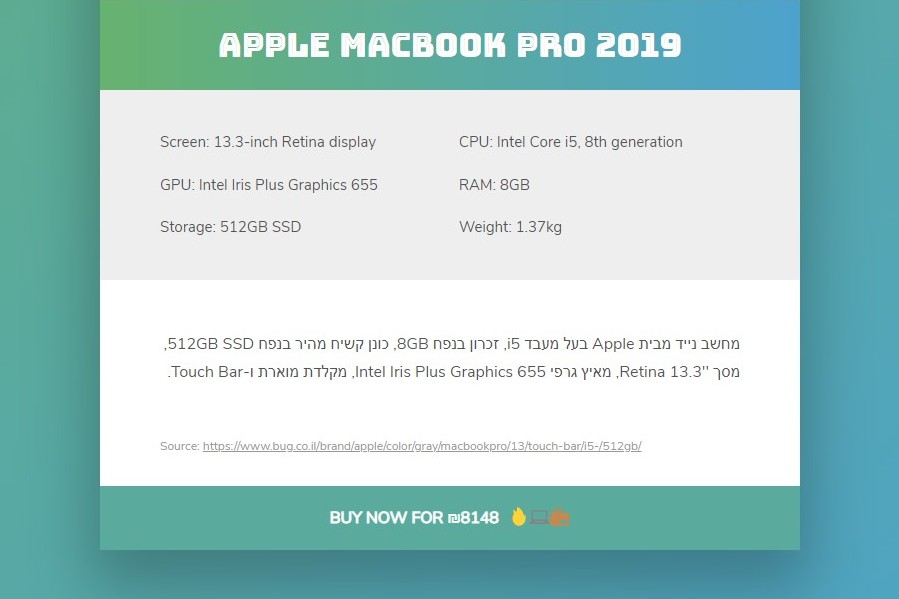 APPLE MACBOOK PRO 2019
Screen: 13.3-inch Retina display
CPU: Intel Core i5, 8th generation
GPU: Intel Iris Plus Graphics 655
RAM: 8GB
Storage: 512GB SSD
Weight: 1.37kg
מחשב נייד מבית Apple בעל מעבד i5, זכרון בנפח 8GB, כונן קשיח מהיר בנפח 512GB SSD,
מסך "13.3 Retina, מאיץ גרפי Intel Iris Plus Graphics 655, מקלדת מוארת ו-Touch Bar.
Source: https://www.bug.co.il/brand/apple/color/gray/macbookpro/13/touch-bar/i5-/512gb/
BUY NOW FOR ₪8148 🔥💻